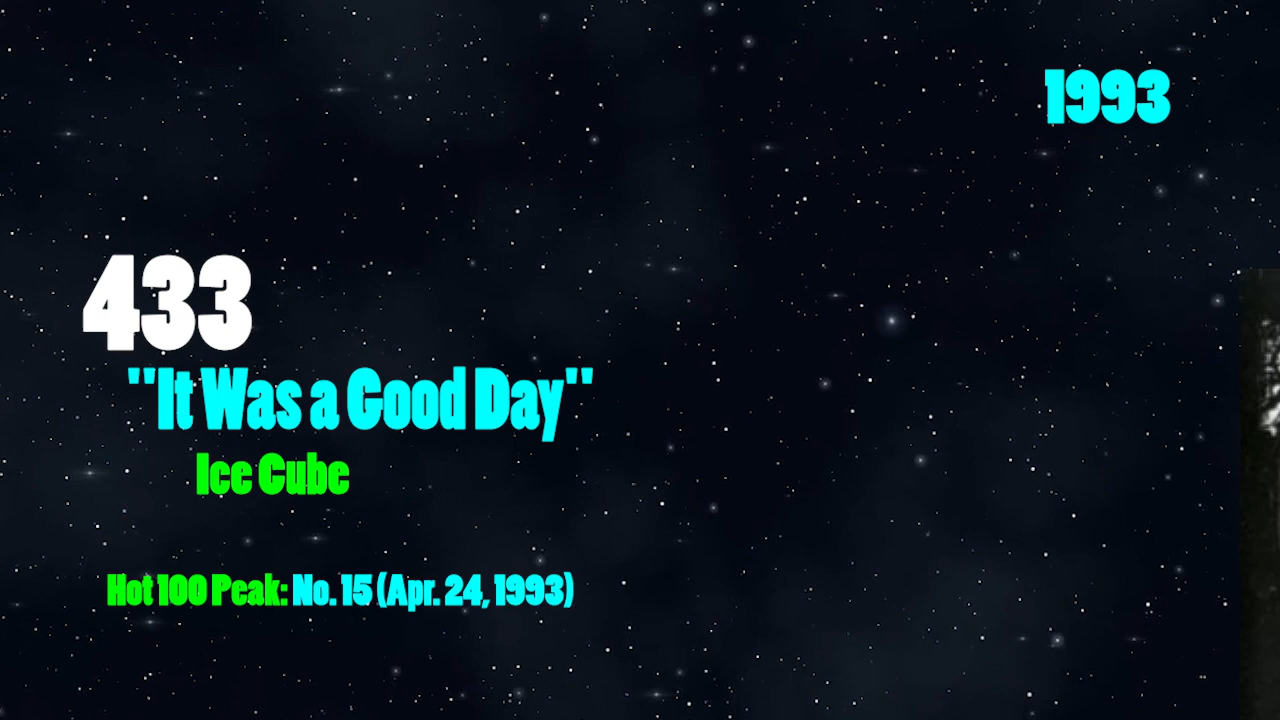 1993
433
"It Was a Good Day"
Ice Cube
Hot 100 Peak: No. 15 (Apr. 24, 1993)